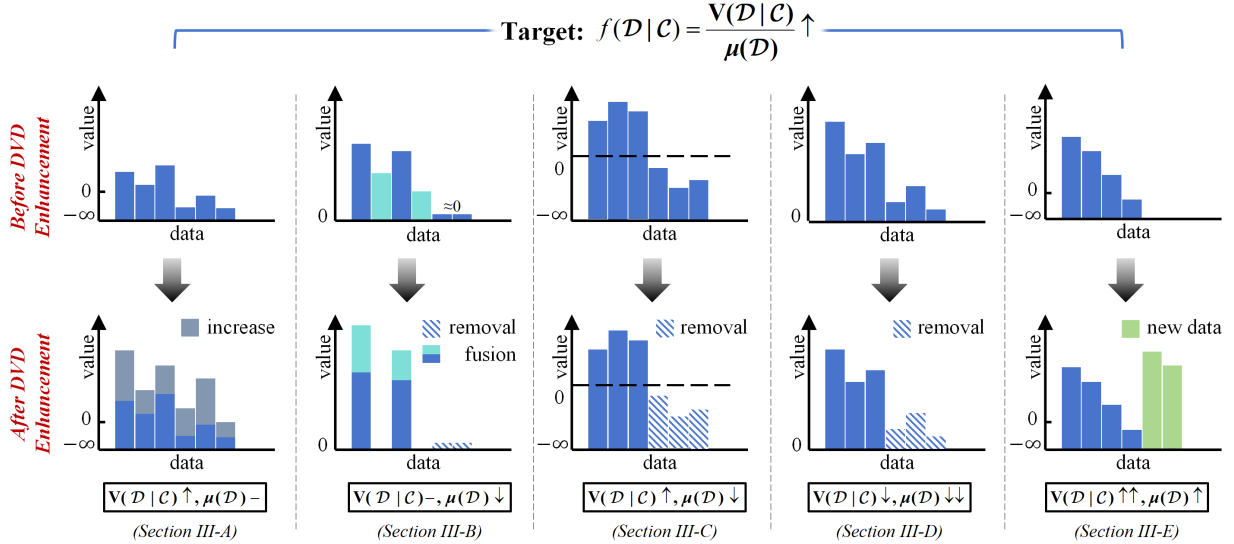 Target: f(D | C) = V(D | C) / μ(D) ↑
Before DVD
Enhancement
value
0
−∞
data
value
≈0
0
data
value
0
−∞
data
value
0
data
value
0
−∞
data
After DVD
Enhancement
increase
value
0
−∞
data
removal
fusion
value
0
data
removal
value
0
−∞
data
removal
value
0
data
new data
value
0
−∞
data
V(D | C) ↑, μ(D) −
V(D | C) −, μ(D) ↓
V(D | C) ↑, μ(D) ↓
V(D | C) ↓, μ(D) ↓↓
V(D | C) ↑↑, μ(D) ↑
(Section III-A)
(Section III-B)
(Section III-C)
(Section III-D)
(Section III-E)